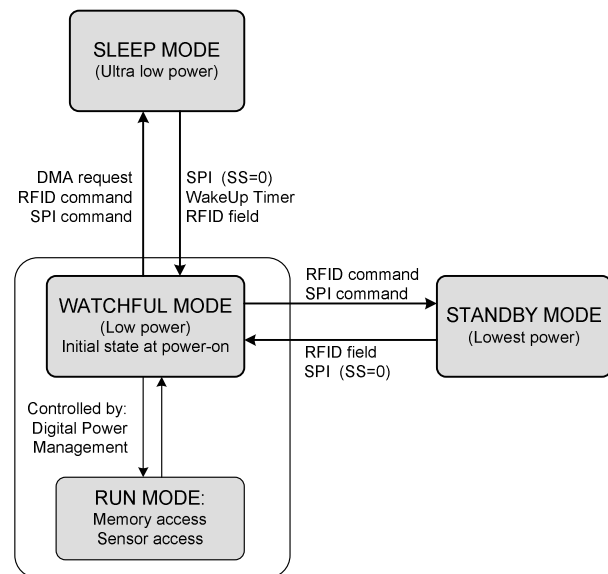 SLEEP MODE
(Ultra low power)
DMA request
RFID command
SPI command
SPI (SS=0)
WakeUp Timer
RFID field
WATCHFUL MODE
(Low power)
Initial state at power-on
RFID command
SPI command
RFID field
SPI (SS=0)
STANDBY MODE
(Lowest power)
Controlled by:
Digital Power
Management
RUN MODE:
Memory access
Sensor access